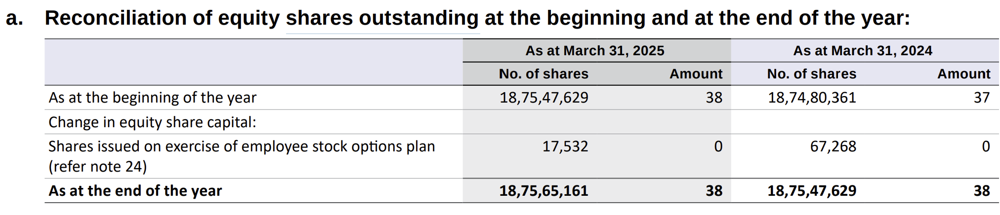 a. Reconciliation of equity shares outstanding at the beginning and at the end of the year:
As at March 31, 2025 As at March 31, 2024
No. of shares Amount No. of shares Amount
As at the beginning of the year 18,75,47,629 38 18,74,80,361 37
Change in equity share capital:
Shares issued on exercise of employee stock options plan 17,532 0 67,268 0
(refer note 24)
As at the end of the year 18,75,65,161 38 18,75,47,629 38